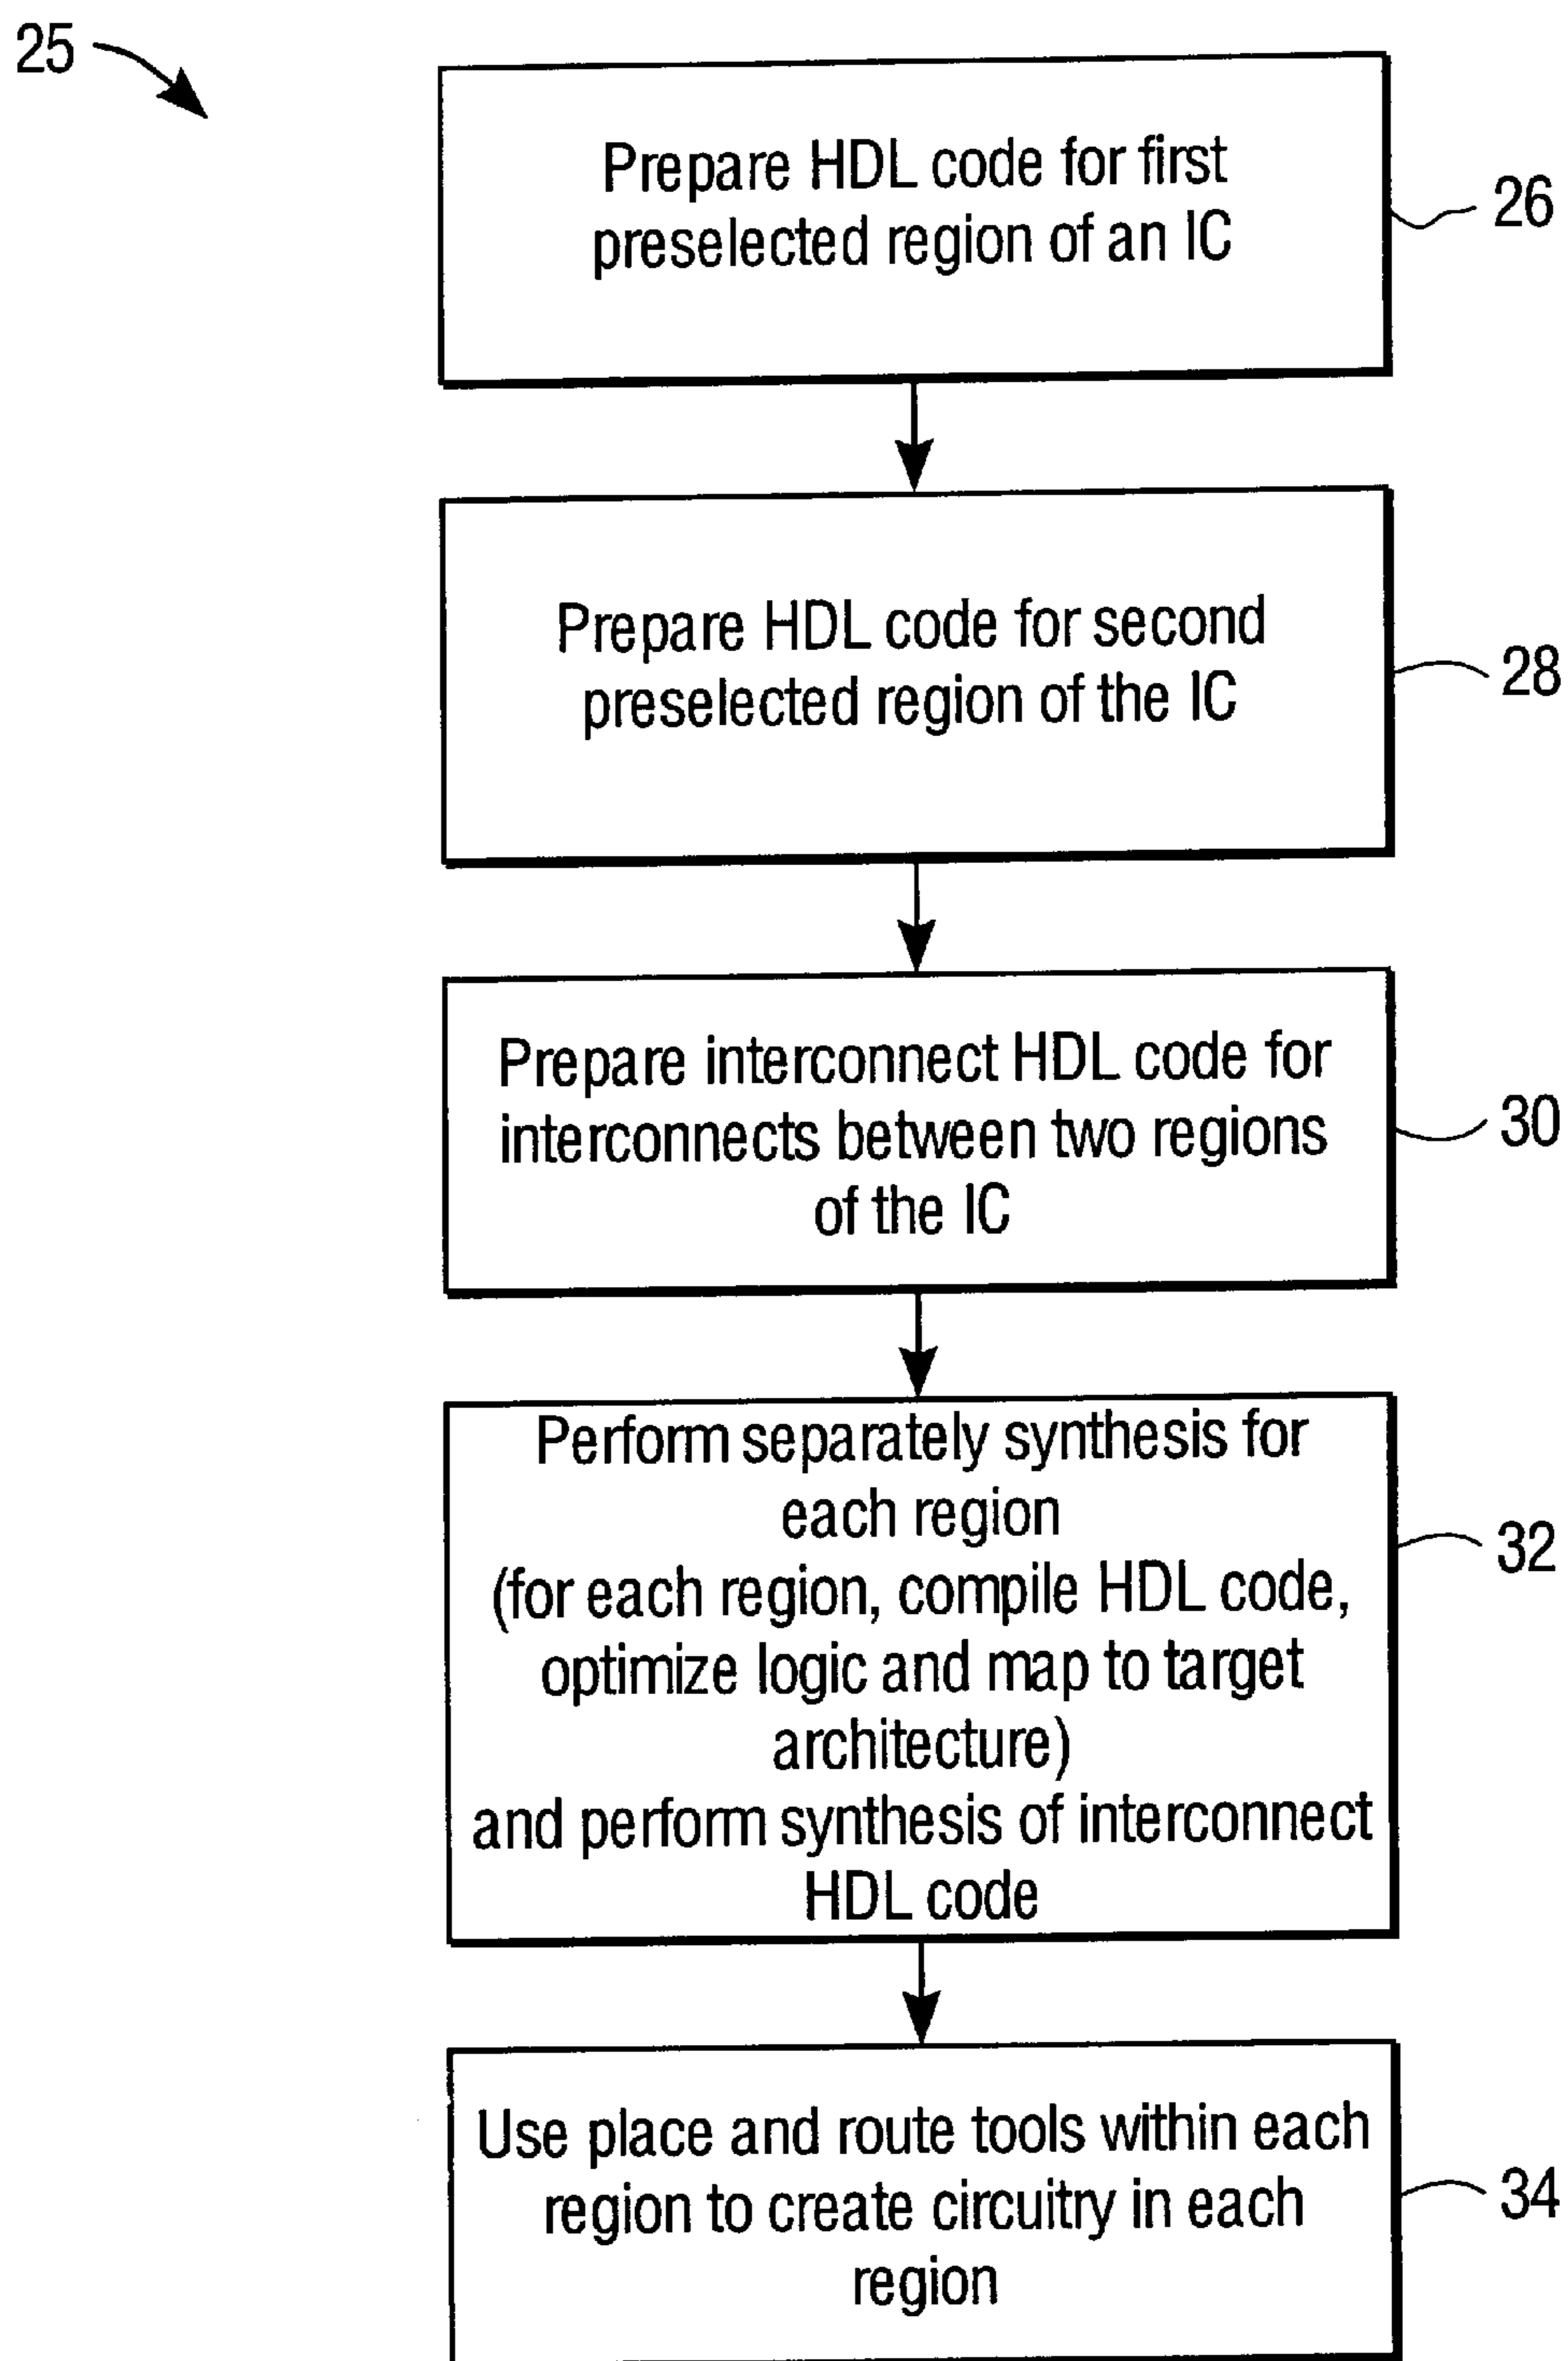 25
Prepare HDL code for first
preselected region of an IC
26
Prepare HDL code for second
preselected region of the IC
28
Prepare interconnect HDL code for
interconnects between two regions
of the IC
30
Perform separately synthesis for
each region
(for each region, compile HDL code,
optimize logic and map to target
architecture)
and perform synthesis of interconnect
HDL code
32
Use place and route tools within each
region to create circuitry in each
region
34